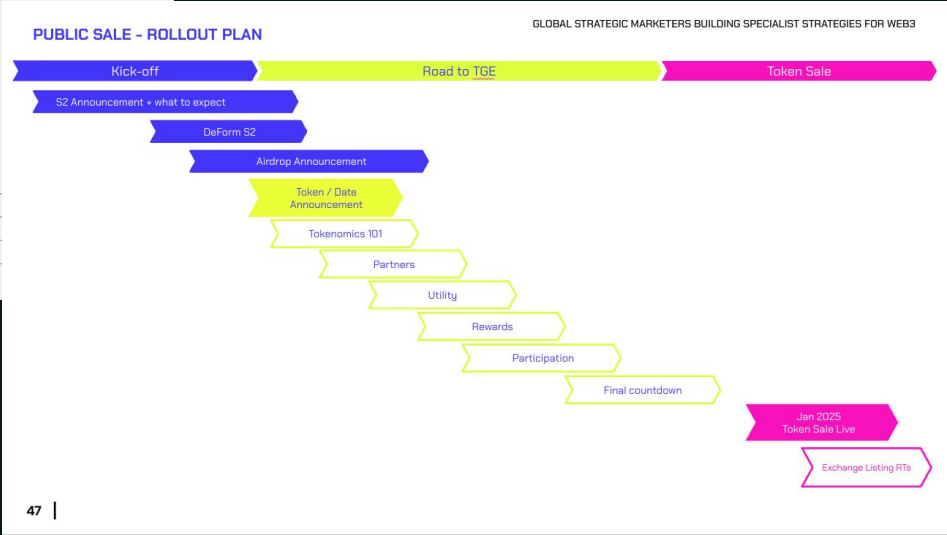 GLOBAL STRATEGIC MARKETERS BUILDING SPECIALIST STRATEGIES FOR WEB3
PUBLIC SALE - ROLLOUT PLAN
Kick-off
Road to TGE
Token Sale
S2 Announcement + what to expect
DeForm S2
Airdrop Announcement
Token / Date
Announcement
Tokenomics 101
Partners
Utility
Rewards
Participation
Final countdown
Jan 2025
Token Sale Live
Exchange Listing RTs
47